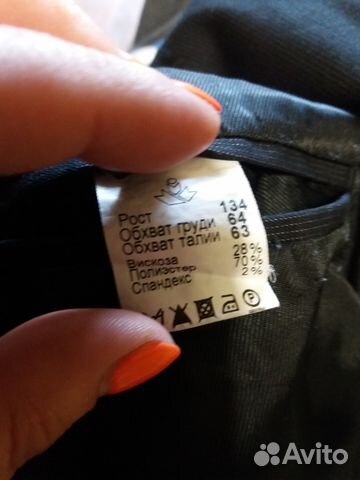 Рост 134
Обхват груди 64
Обхват талии 63
Вискоза 28%
Полиэстер 70%
Спандекс 2%
Avito